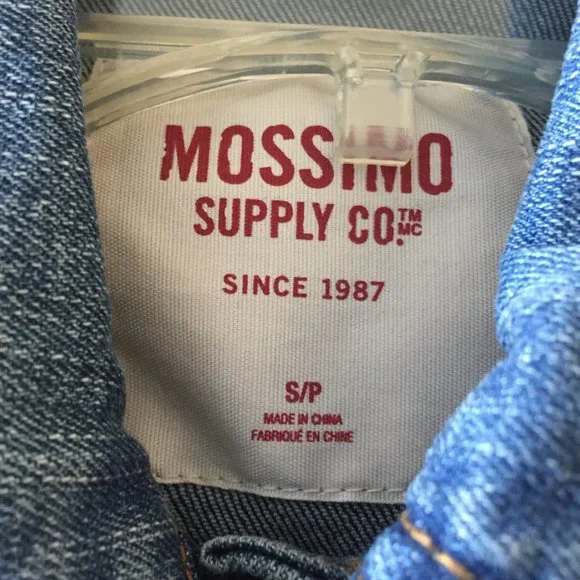 MOSSIMO
SUPPLY CO.™ MC
SINCE 1987
S/P
MADE IN CHINA
FABRIQUÉ EN CHINE